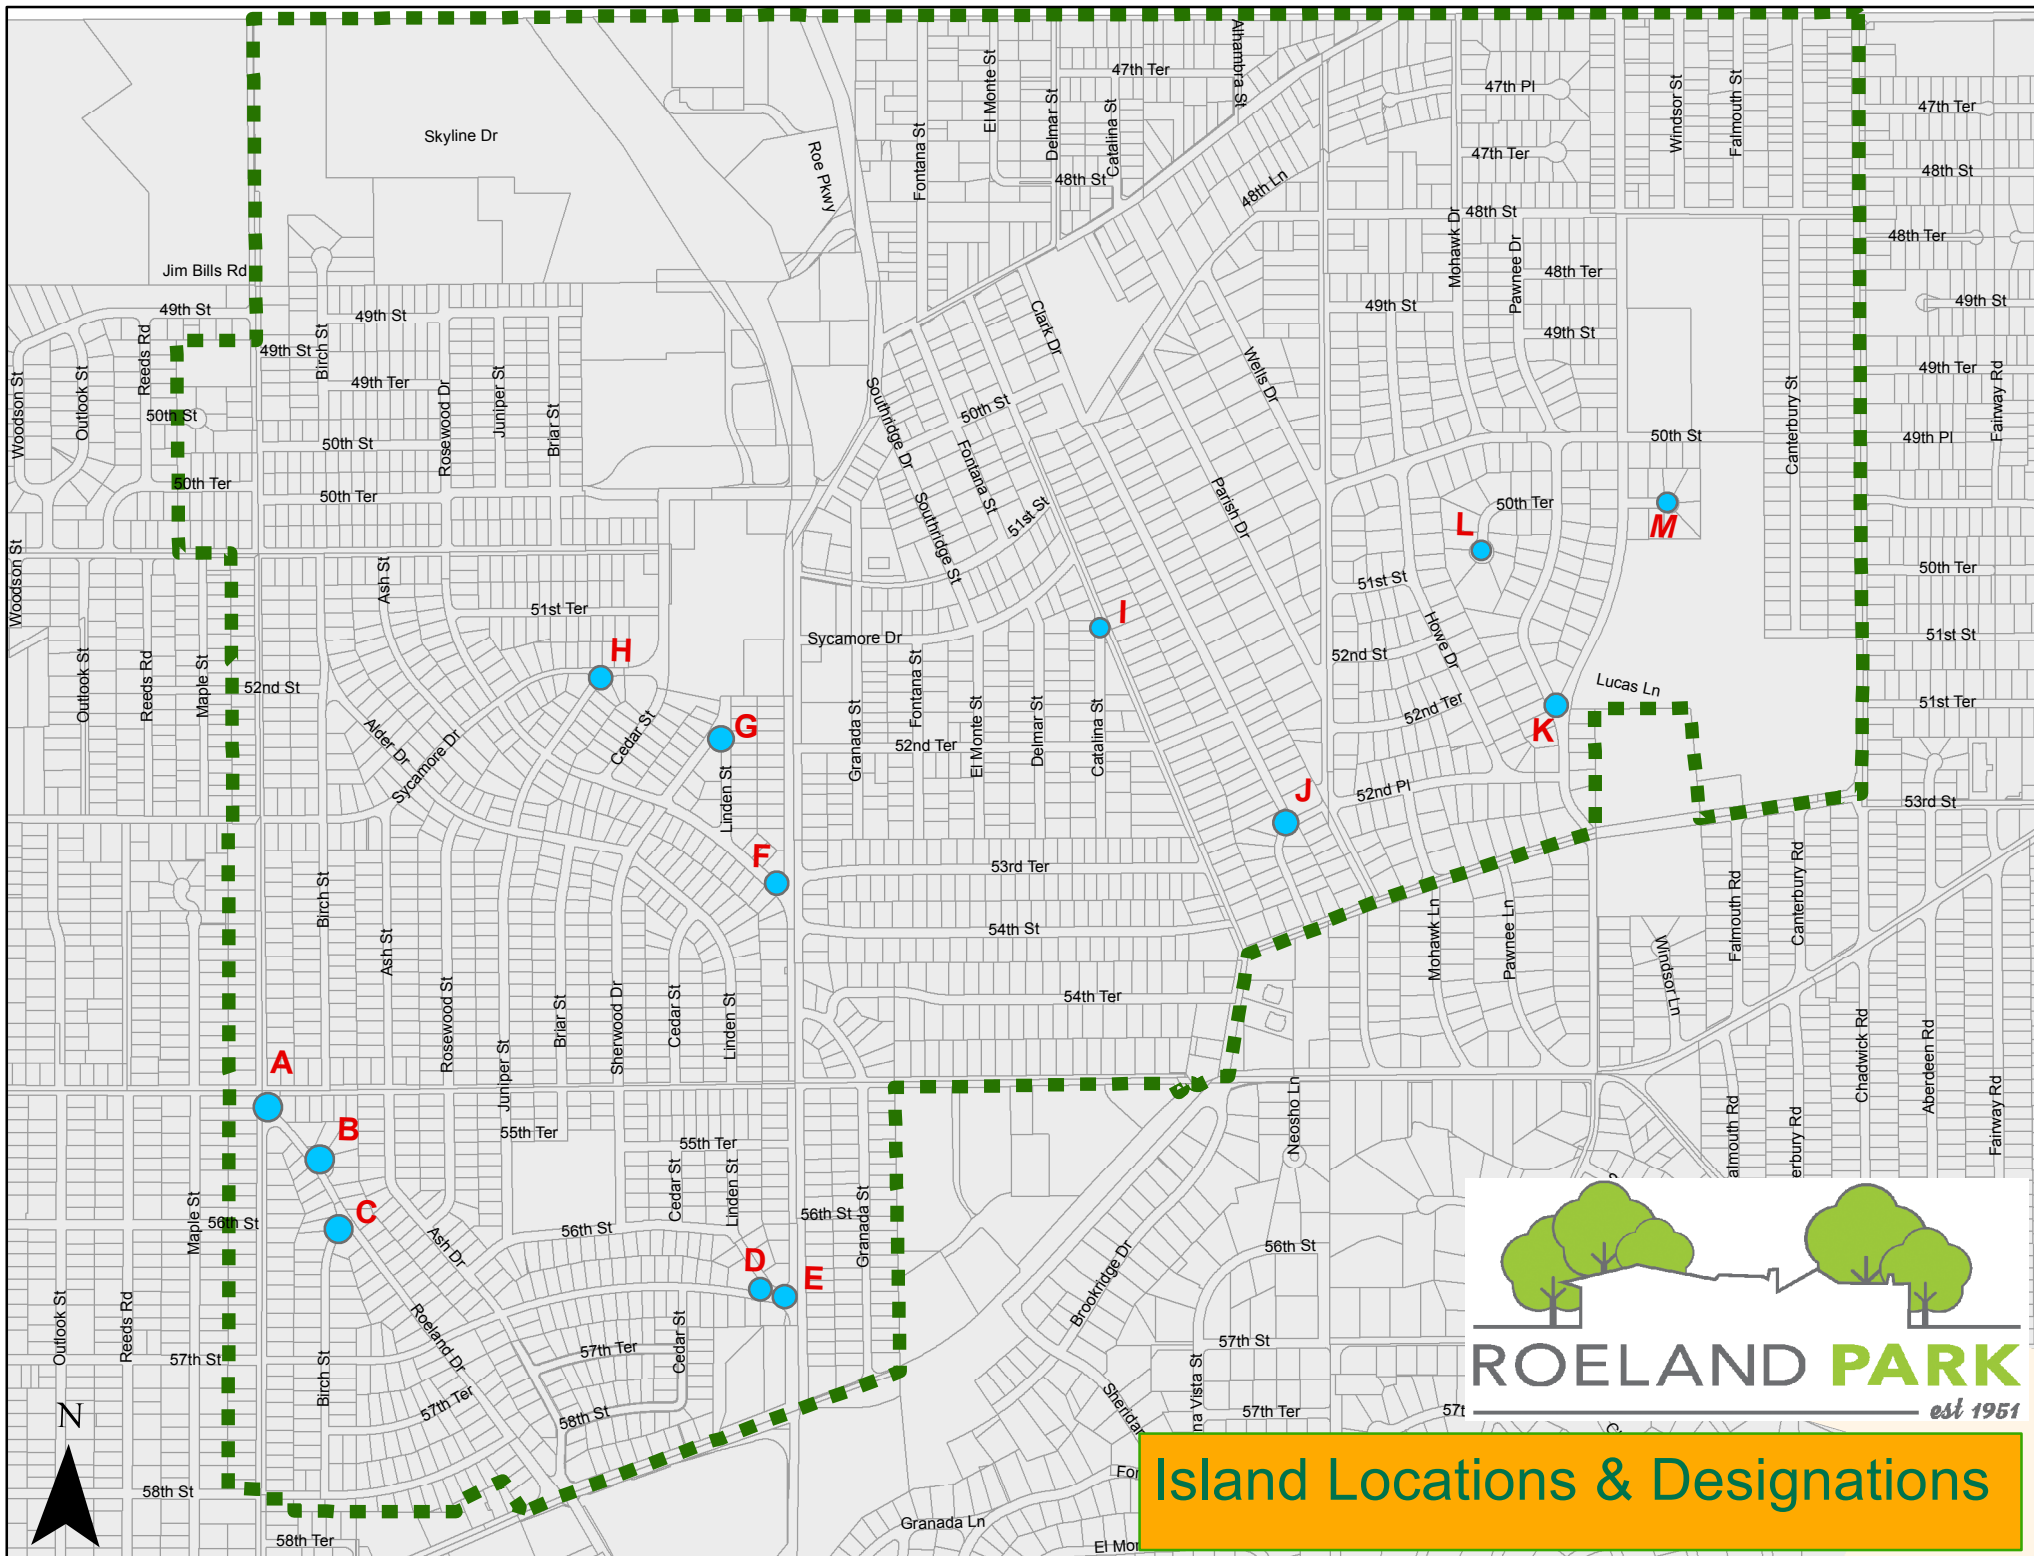 Alhambra St
47th Ter
El Monte St
47th Pl
Windsor St
Falmouth St
47th Ter
Skyline Dr
Fontana St
Delmar St
Catalina St
47th Ter
Roe Pkwy
48th St
48th Ln
48th St
48th St
Mohawk Dr
Pawnee Dr
48th Ter
Jim Bills Rd
48th Ter
49th St
49th St
49th St
49th St
Clark Dr
49th St
Birch St
49th St
Reeds Rd
49th Ter
Wells Dr
49th Ter
Fairway Rd
Woodson St
Outlook St
Rosewood Dr
Juniper St
Briar St
Southridge Dr
50th St
Canterbury St
50th St
50th St
Fontana St
50th St
49th Pl
50th Ter
50th Ter
Southridge St
51st St
Parish Dr
50th Ter
L
M
Woodson St
Ash St
51st St
50th Ter
51st Ter
I
Howe Dr
51st St
Sycamore Dr
H
52nd St
Outlook St
Reeds Rd
Maple St
52nd St
Fontana St
Lucas Ln
51st Ter
Alder Dr
Sycamore Dr
Cedar St
G
Granada St
52nd Ter
El Monte St
Delmar St
Catalina St
52nd Ter
K
Linden St
J
52nd Pl
53rd St
F
53rd Ter
Birch St
Ash St
54th St
Mohawk Ln
Pawnee Ln
Falmouth Rd
Canterbury Rd
Windsor Ln
Rosewood St
Briar St
Sherwood Dr
Cedar St
Linden St
54th Ter
A
Juniper St
Neosho Ln
Chadwick Rd
Aberdeen Rd
Fairway Rd
B
55th Ter
55th Ter
almouth Rd
erbury Rd
C
Maple St
56th St
Ash Dr
56th St
Cedar St
Linden St
56th St
Granada St
56th St
D
E
Brookridge Dr
Outlook St
Reeds Rd
57th St
Birch St
Roeland Dr
57th Ter
Cedar St
57th St
57th Ter
58th St
Sheridan
na Vista St
57th Ter
57t
ROELAND PARK
est 1951
N
58th St
58th Ter
Granada Ln
For
El Mor
Island Locations & Designations